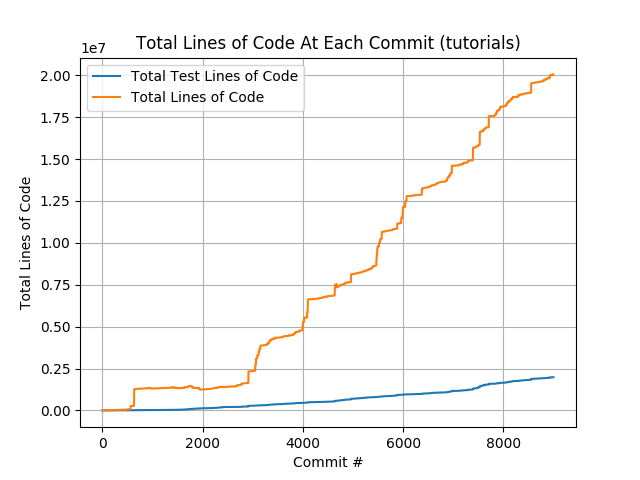 Total Lines of Code At Each Commit (tutorials)
1e7
Total Test Lines of Code
Total Lines of Code
2.00
1.75
1.50
1.25
1.00
0.75
0.50
0.25
0.00
Total Lines of Code
0 2000 4000 6000 8000
Commit #